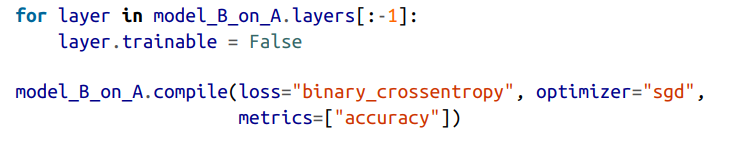 for layer in model_B_on_A.layers[:-1]:
    layer.trainable = False

model_B_on_A.compile(loss="binary_crossentropy", optimizer="sgd",
                     metrics=["accuracy"])